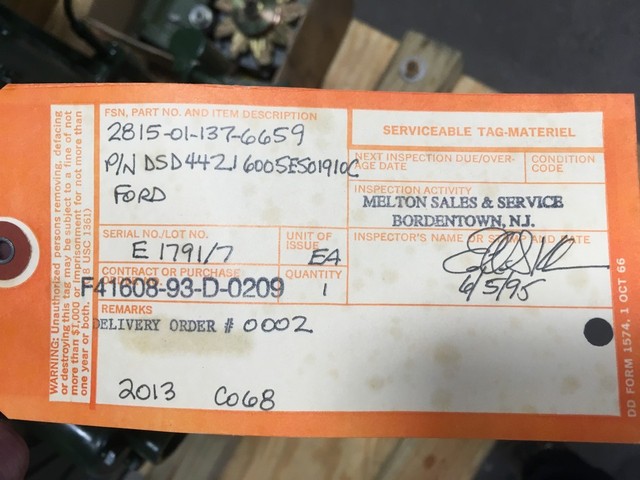 WARNING: Unauthorized persons removing, defacing
or destroying this tag may be subject to a fine of not
more than $1,000 or imprisonment for not more than
one year or both. (18 USC 1361)
FSN, PART NO. AND ITEM DESCRIPTION
2815-01-137-6659
P/N DSD44216005ES01910C
FORD
SERIAL NO./LOT NO.
E 1791/7
UNIT OF
ISSUE
EA
CONTRACT OR PURCHASE
F41608-93-D-0209
QUANTITY
1
REMARKS
DELIVERY ORDER # 0002
2013 C068
SERVICEABLE TAG-MATERIEL
NEXT INSPECTION DUE/OVER-
AGE DATE
CONDITION
CODE
INSPECTION ACTIVITY
MELTON SALES & SERVICE
BORDENTOWN, N.J.
INSPECTOR'S NAME OR STAMP AND DATE
6/5/95
DD FORM 1574, 1 OCT 66